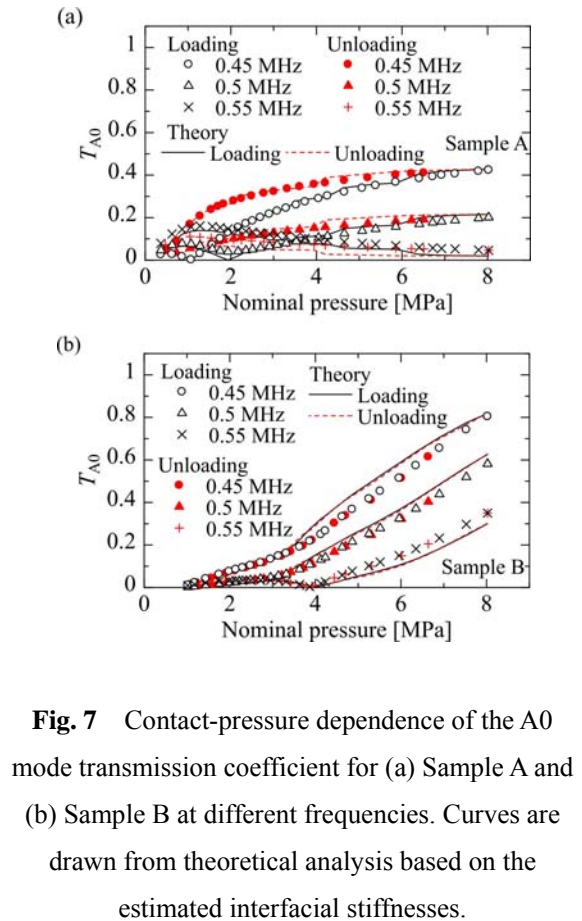 (a)
Loading
Unloading
0.45 MHz
0.45 MHz
0.5 MHz
0.5 MHz
0.55 MHz
0.55 MHz
Theory
Loading
Unloading
Sample A
1
0.8
0.6
0.4
0.2
0
T_A0
0 2 4 6 8
Nominal pressure [MPa]
(b)
Loading
0.45 MHz
0.5 MHz
0.55 MHz
Theory
Loading
Unloading
Unloading
0.45 MHz
0.5 MHz
0.55 MHz
Sample B
1
0.8
0.6
0.4
0.2
0
T_A0
0 2 4 6 8
Nominal pressure [MPa]
Fig. 7 Contact-pressure dependence of the A0
mode transmission coefficient for (a) Sample A and
(b) Sample B at different frequencies. Curves are
drawn from theoretical analysis based on the
estimated interfacial stiffnesses.